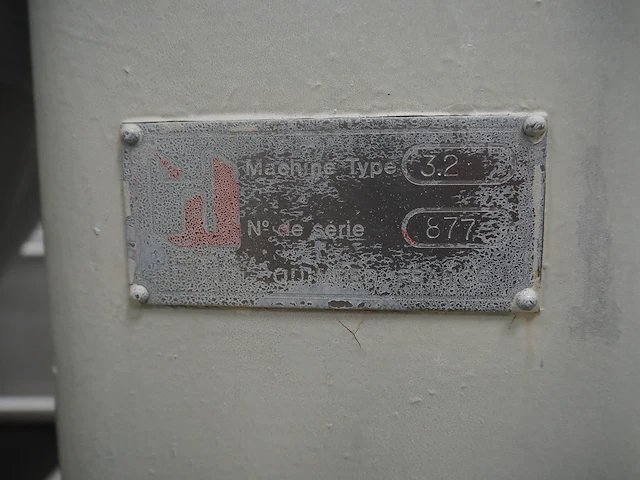 Machine Type 3.2
N° de série 877